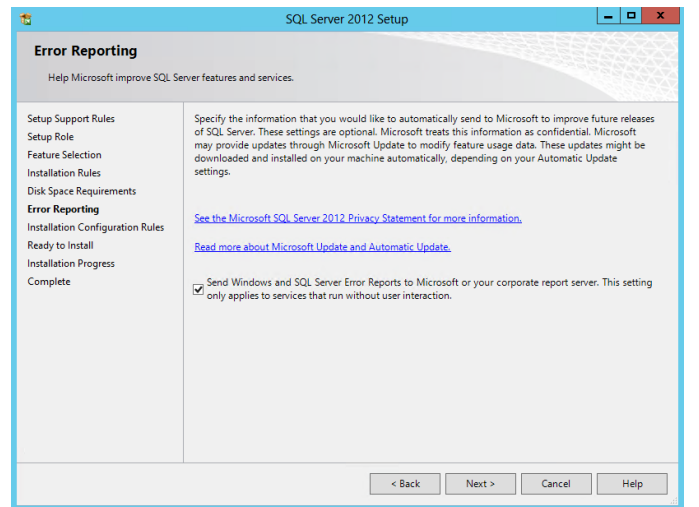 SQL Server 2012 Setup
Error Reporting
Help Microsoft improve SQL Server features and services.
Setup Support Rules
Setup Role
Feature Selection
Installation Rules
Disk Space Requirements
Error Reporting
Installation Configuration Rules
Ready to Install
Installation Progress
Complete
Specify the information that you would like to automatically send to Microsoft to improve future releases
of SQL Server. These settings are optional. Microsoft treats this information as confidential. Microsoft
may provide updates through Microsoft Update to modify feature usage data. These updates might be
downloaded and installed on your machine automatically, depending on your Automatic Update
settings.
See the Microsoft SQL Server 2012 Privacy Statement for more information.
Read more about Microsoft Update and Automatic Update.
Send Windows and SQL Server Error Reports to Microsoft or your corporate report server. This setting
only applies to services that run without user interaction.
< Back
Next >
Cancel
Help